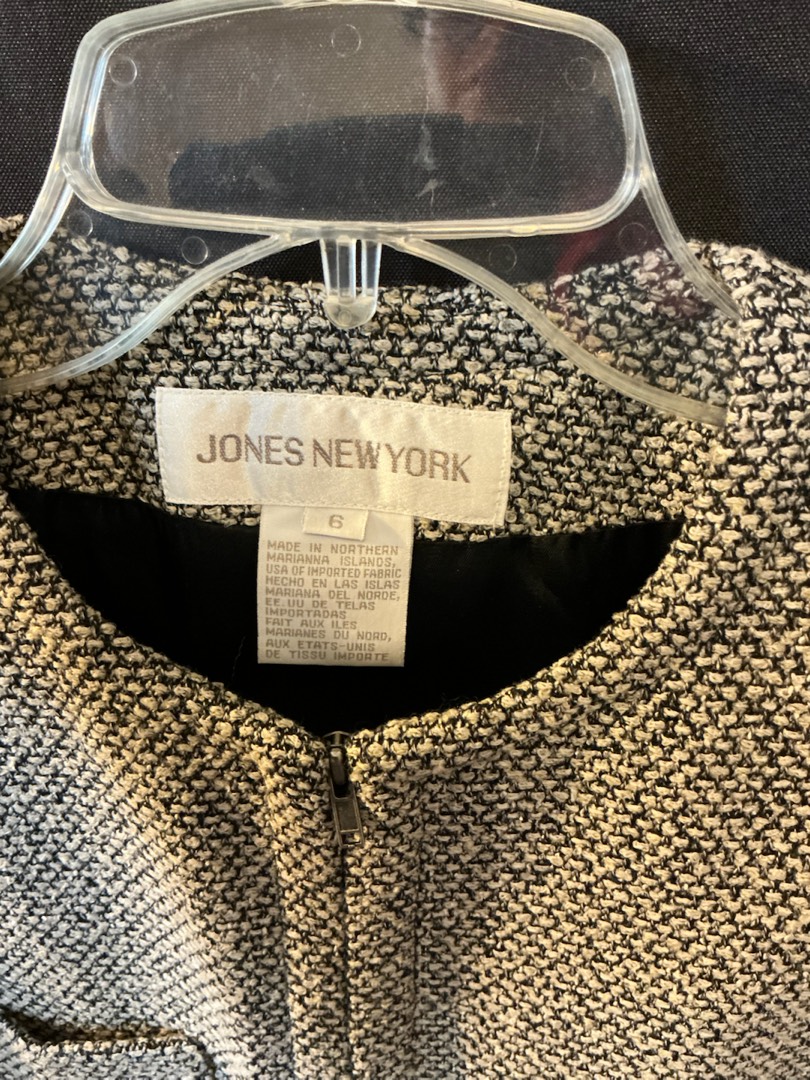 JONES NEW YORK
6
MADE IN NORTHERN
MARIANNA ISLANDS,
USA OF IMPORTED FABRIC
HECHO EN LAS ISLAS
MARIANA DEL NORDE,
EE.UU DE TELAS
IMPORTADAS
FAIT AUX ILES
MARIANES DU NORD,
AUX ETATS-UNIS
DE TISSU IMPORTE